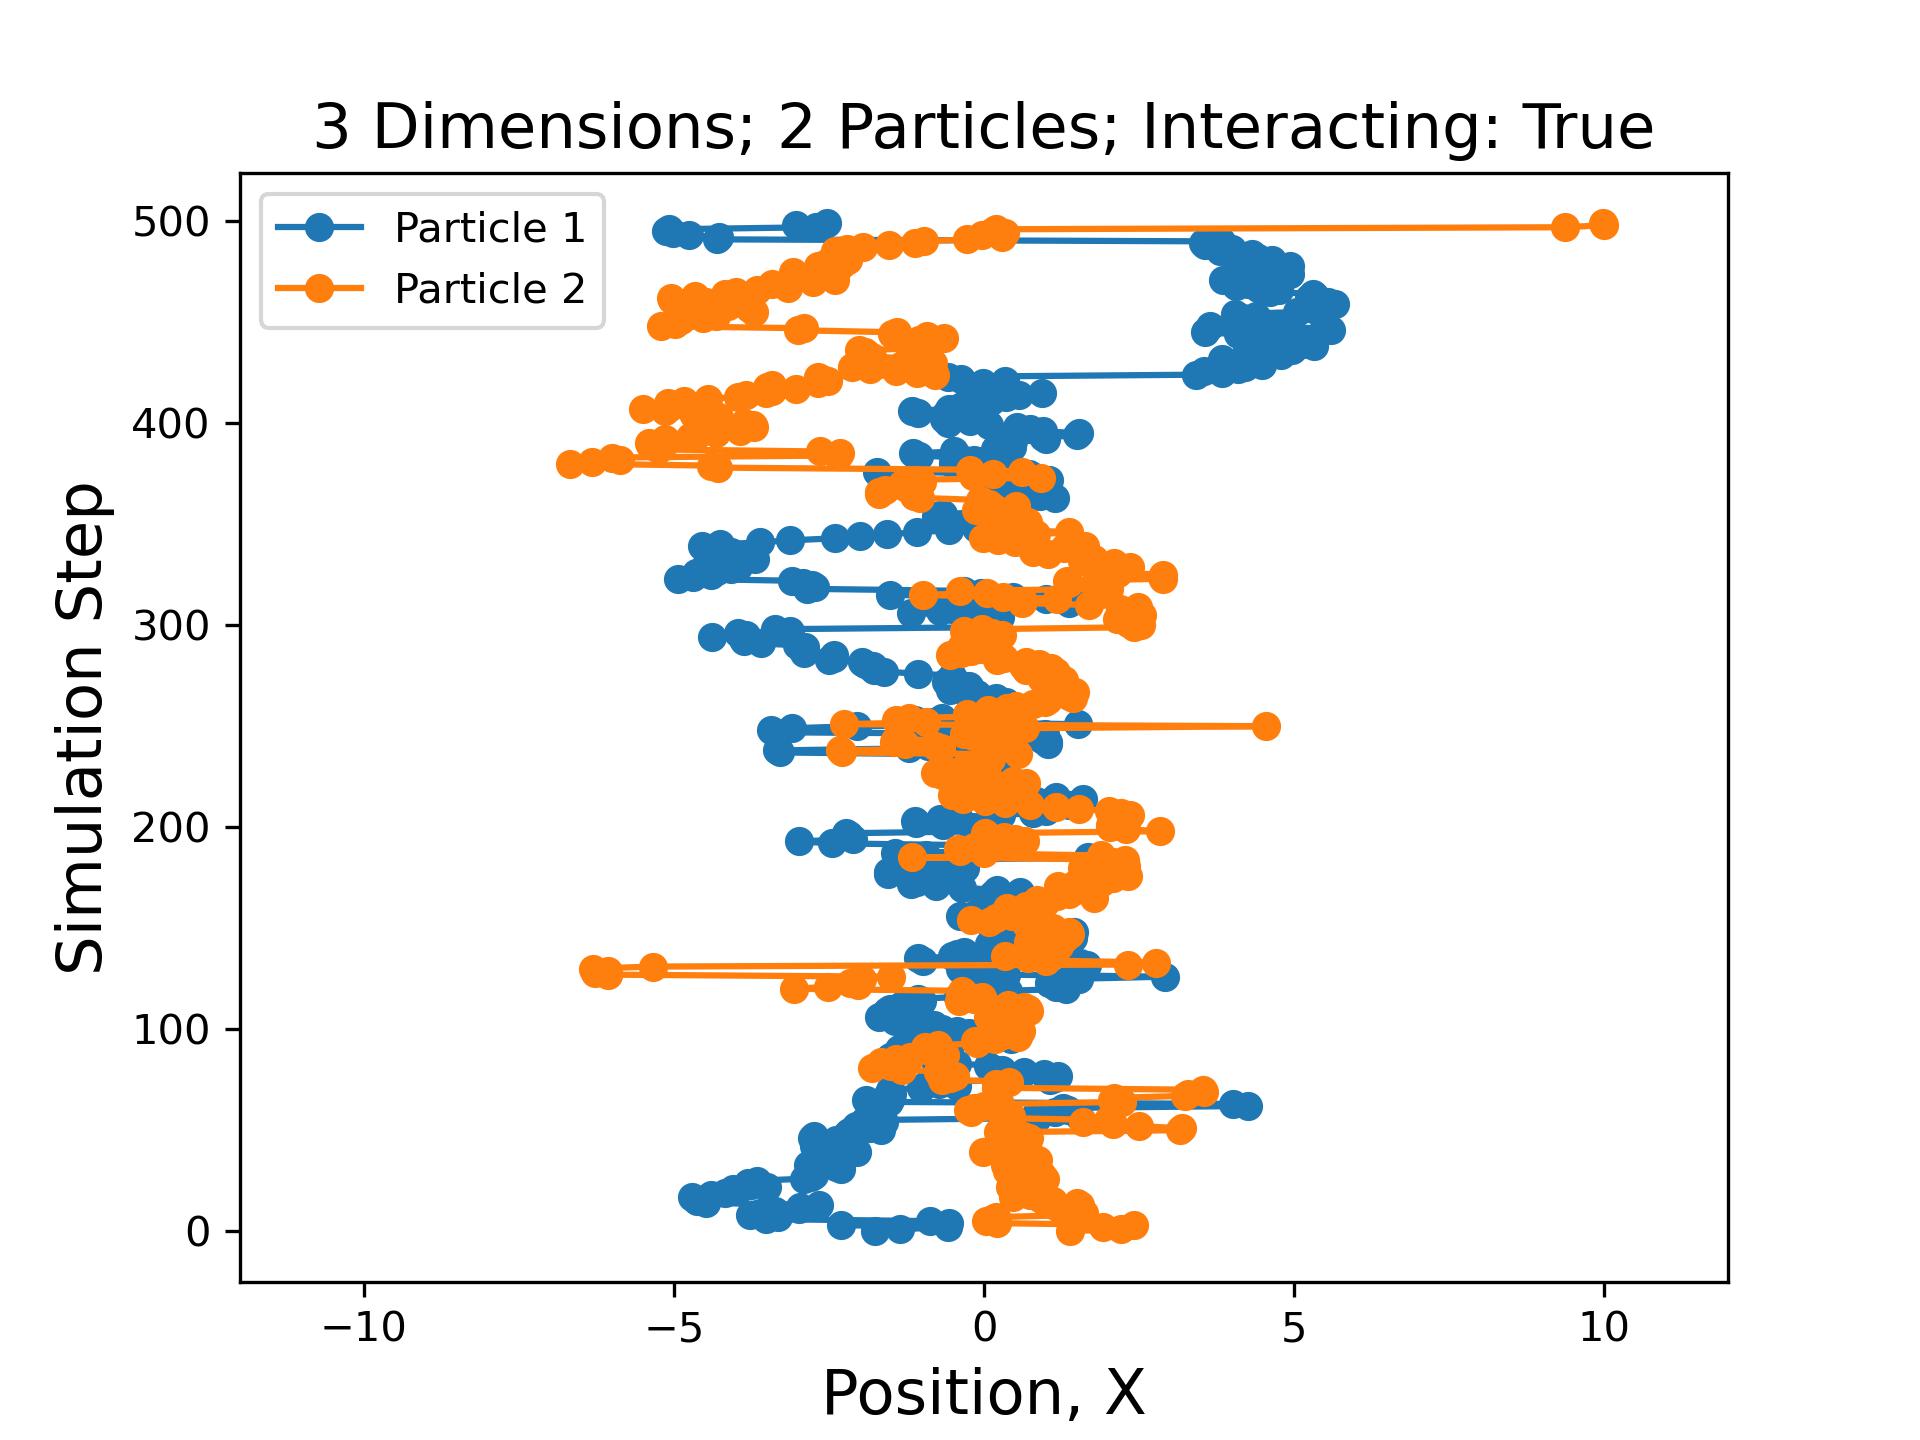 3 Dimensions; 2 Particles; Interacting: True
Particle 1
Particle 2
Simulation Step
500
400
300
200
100
0
−10
−5
0
5
10
Position, X